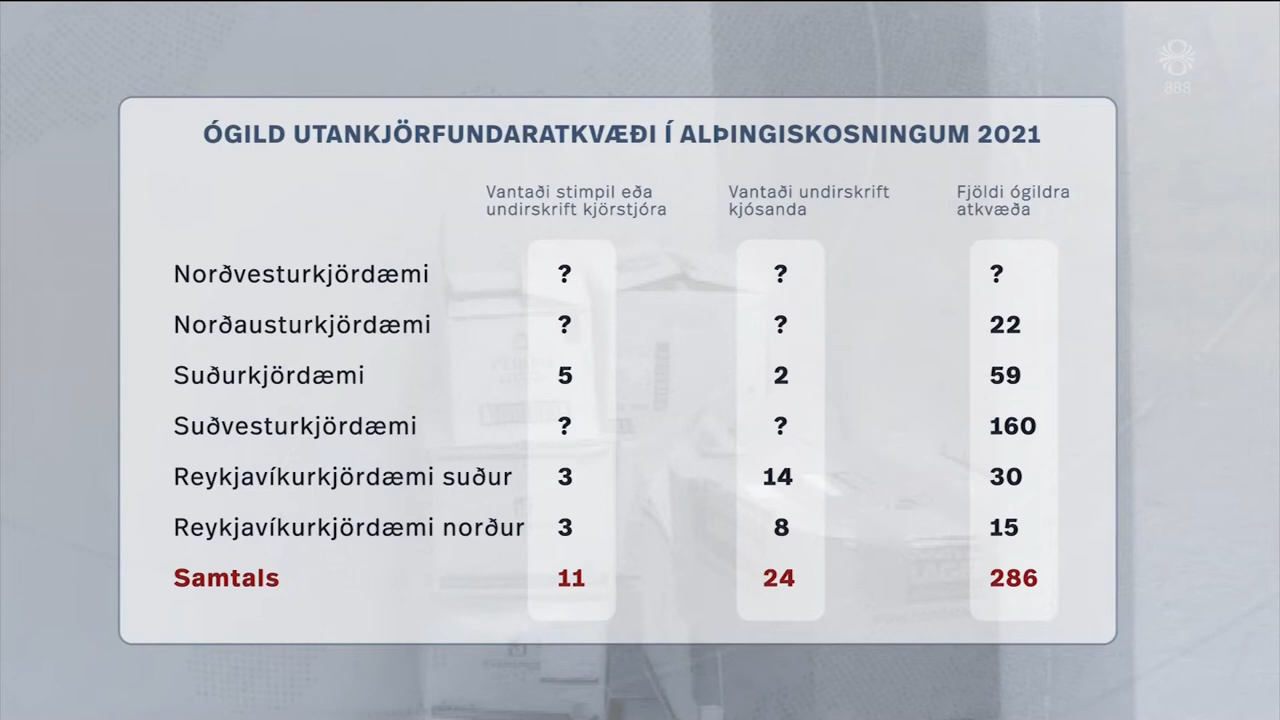 888
ÓGILD UTANKJÖRFUNDARATKVÆÐI Í ALÞINGISKOSNINGUM 2021
Vantaði stimpil eða undirskrift kjörstjóra
Vantaði undirskrift kjósanda
Fjöldi ógildra atkvæða
Norðvesturkjördæmi ? ? ?
Norðausturkjördæmi ? ? 22
Suðurkjördæmi 5 2 59
Suðvesturkjördæmi ? ? 160
Reykjavíkurkjördæmi suður 3 14 30
Reykjavíkurkjördæmi norður 3 8 15
Samtals 11 24 286